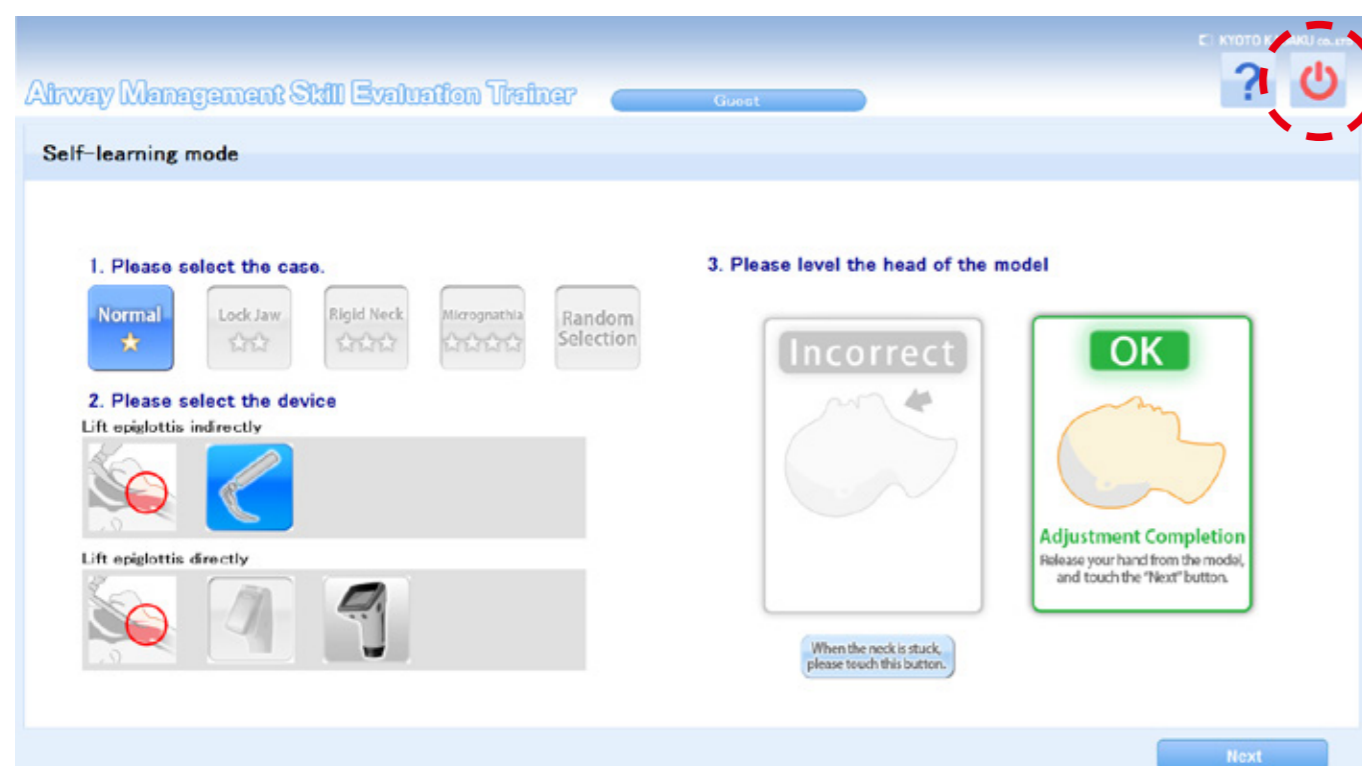 KYOTO KAGAKU co.,LTD
Airway Management Skill Evaluation Trainer
Guest
?
Self-learning mode
1. Please select the case.
Normal
Lock Jaw
Rigid Neck
Micrognathia
Random
Selection
2. Please select the device
Lift epiglottis indirectly
Lift epiglottis directly
3. Please level the head of the model
Incorrect
OK
Adjustment Completion
Release your hand from the model,
and touch the "Next" button.
When the neck is stuck,
please touch this button.
Next